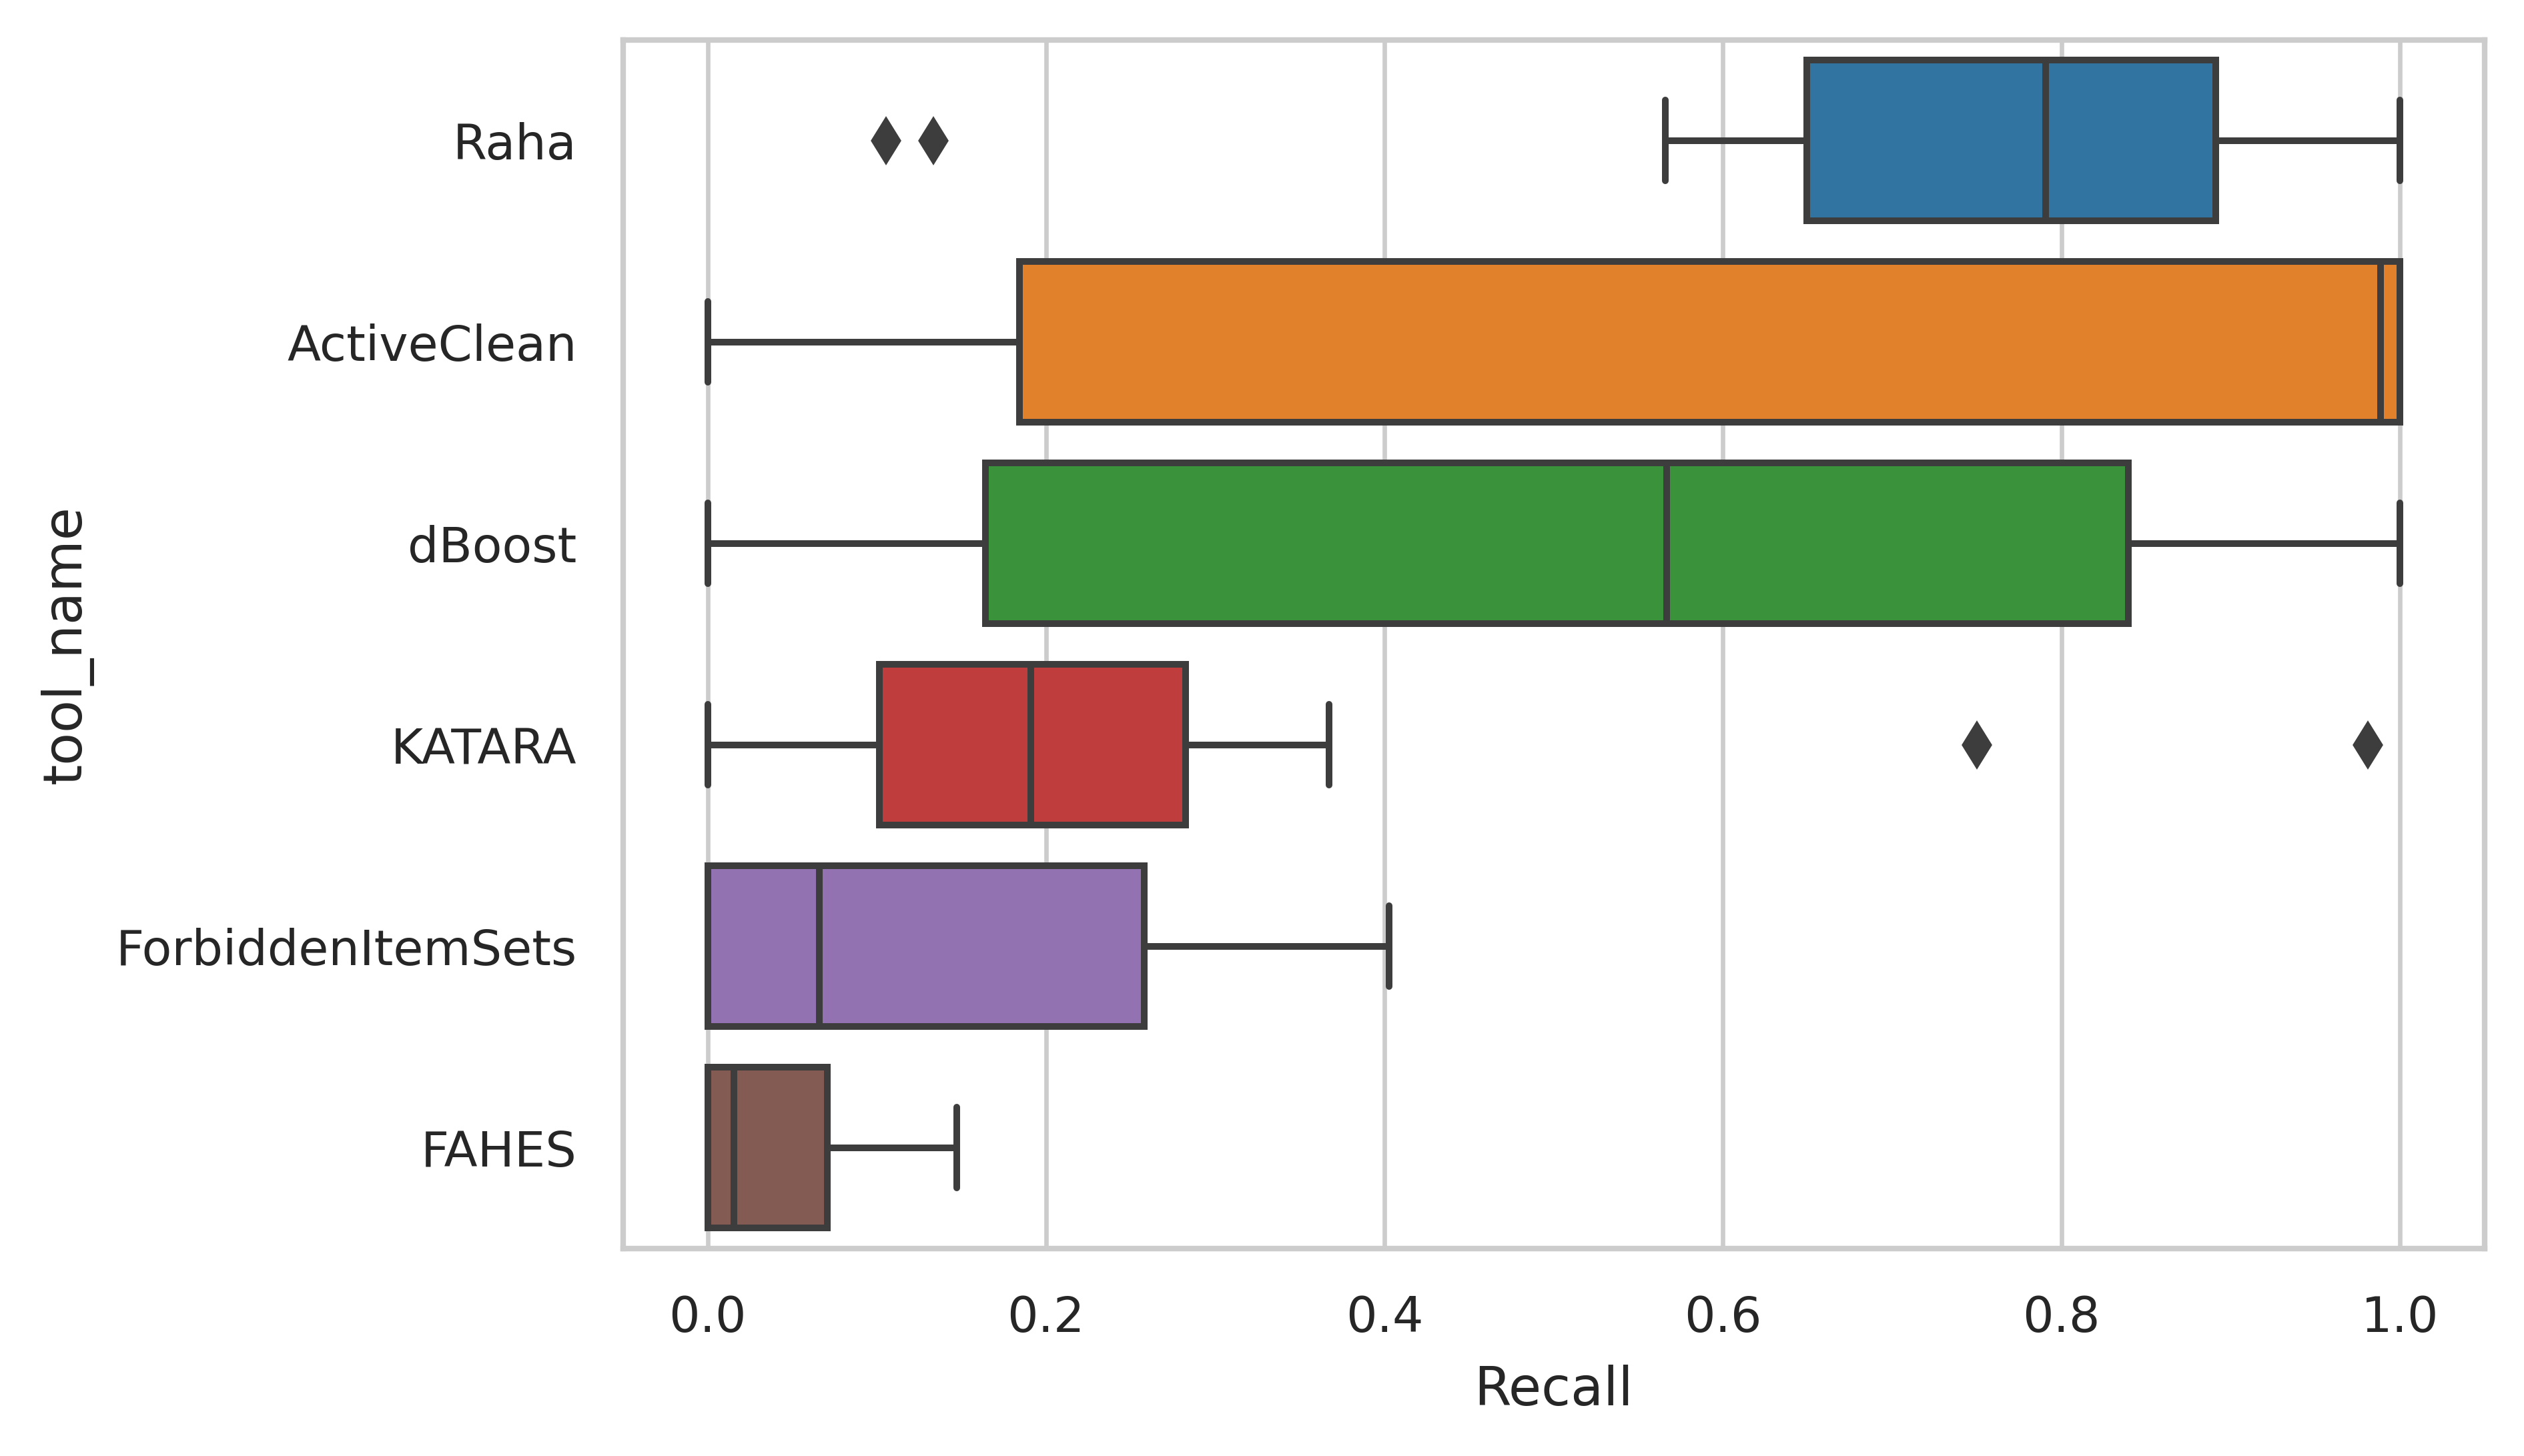 Raha
ActiveClean
dBoost
KATARA
ForbiddenItemSets
FAHES
tool_name
0.0 0.2 0.4 0.6 0.8 1.0
Recall